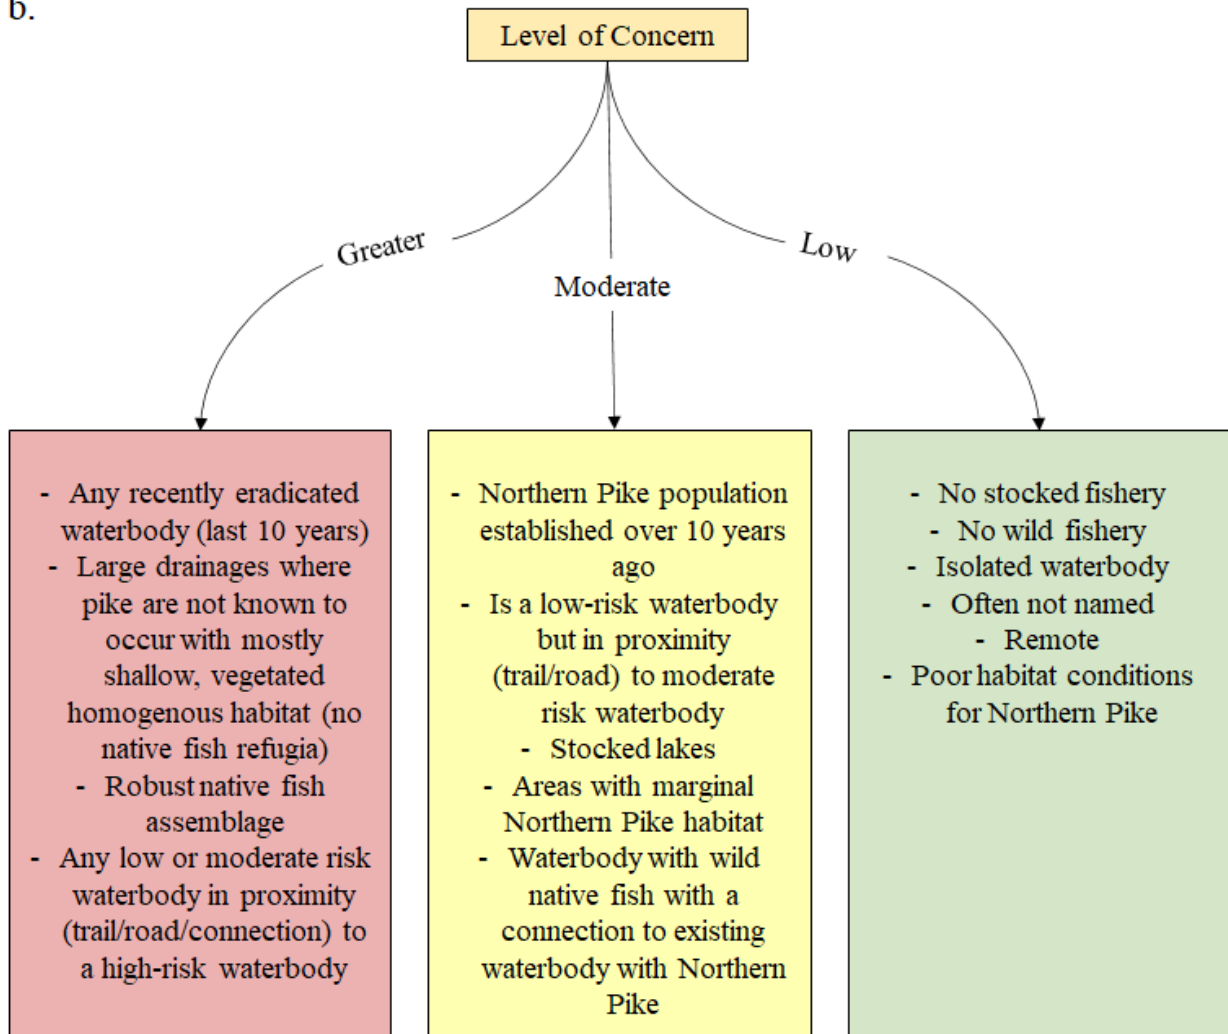 b.
Level of Concern
Greater
Moderate
Low
- Any recently eradicated
waterbody (last 10 years)
- Large drainages where
pike are not known to
occur with mostly
shallow, vegetated
homogenous habitat (no
native fish refugia)
- Robust native fish
assemblage
- Any low or moderate risk
waterbody in proximity
(trail/road/connection) to
a high-risk waterbody
- Northern Pike population
established over 10 years
ago
- Is a low-risk waterbody
but in proximity
(trail/road) to moderate
risk waterbody
- Stocked lakes
- Areas with marginal
Northern Pike habitat
- Waterbody with wild
native fish with a
connection to existing
waterbody with Northern
Pike
- No stocked fishery
- No wild fishery
- Isolated waterbody
- Often not named
- Remote
- Poor habitat conditions
for Northern Pike